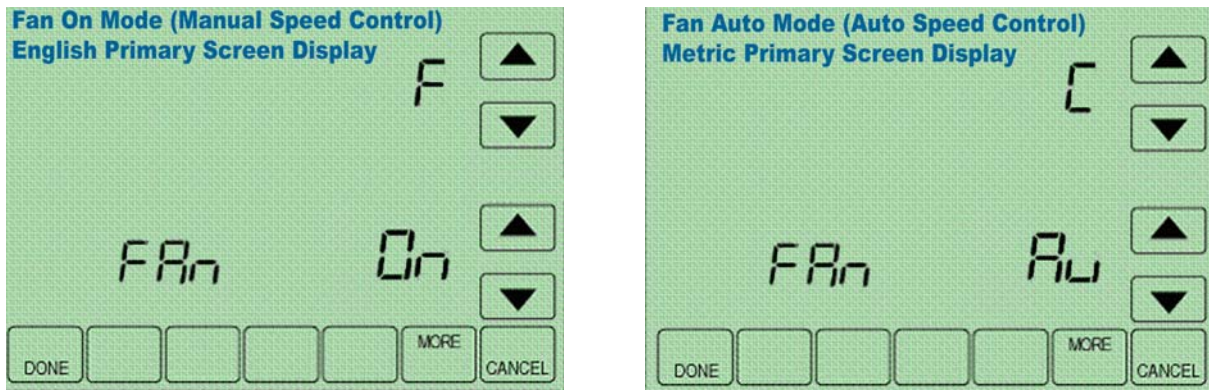 Fan On Mode (Manual Speed Control)
English Primary Screen Display
F
FAn On
MORE
DONE CANCEL
Fan Auto Mode (Auto Speed Control)
Metric Primary Screen Display
C
FAn Au
MORE
DONE CANCEL